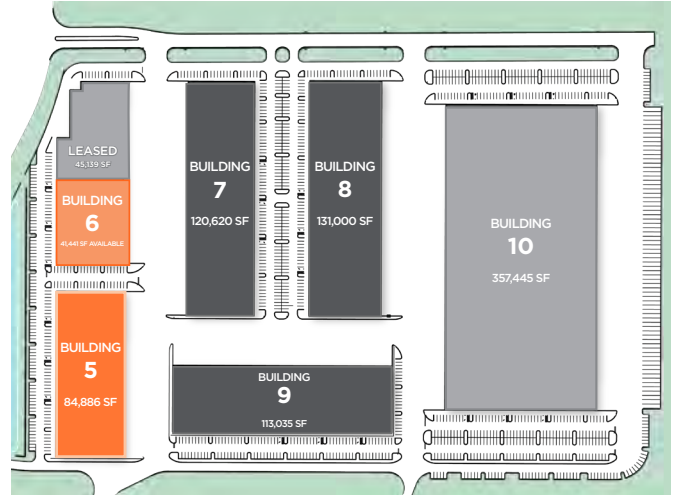 LEASED
45,139 SF
BUILDING
6
41,441 SF AVAILABLE
BUILDING
5
84,886 SF
BUILDING
7
120,620 SF
BUILDING
8
131,000 SF
BUILDING
9
113,035 SF
BUILDING
10
357,445 SF